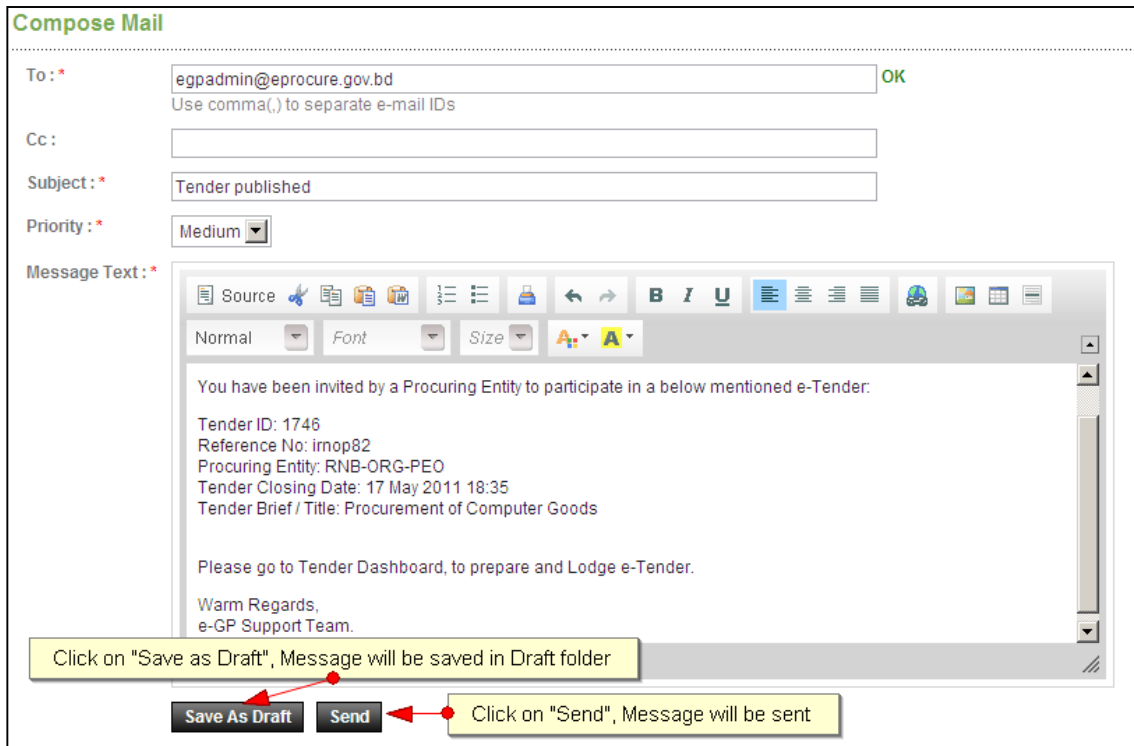 Compose Mail
To : *
egpadmin@eprocure.gov.bd
OK
Use comma(,) to separate e-mail IDs
Cc :
Subject : *
Tender published
Priority : *
Medium
Message Text : *
Source
B I U
Normal Font Size A A
You have been invited by a Procuring Entity to participate in a below mentioned e-Tender:
Tender ID: 1746
Reference No: irnop82
Procuring Entity: RNB-ORG-PEO
Tender Closing Date: 17 May 2011 18:35
Tender Brief / Title: Procurement of Computer Goods
Please go to Tender Dashboard, to prepare and Lodge e-Tender.
Warm Regards,
e-GP Support Team.
Click on "Save as Draft", Message will be saved in Draft folder
Save As Draft
Send
Click on "Send", Message will be sent